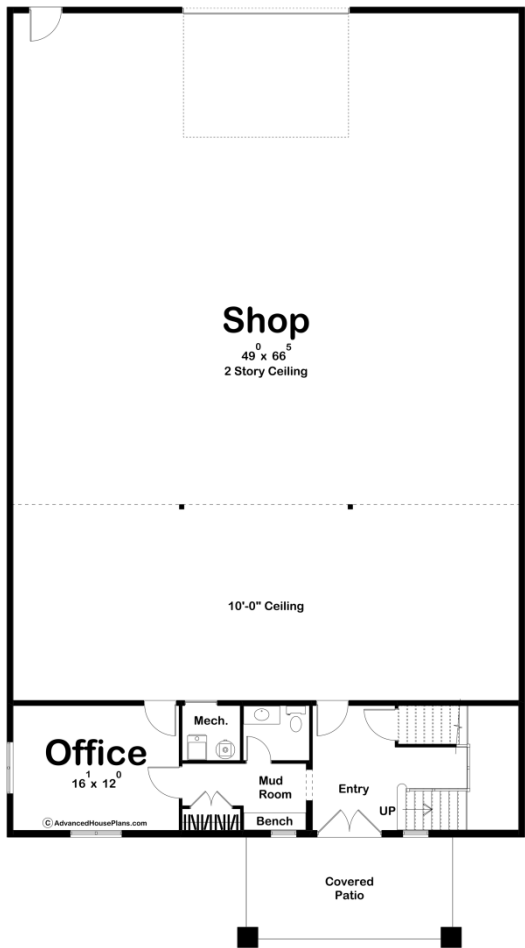 Shop
49⁰ x 66⁵
2 Story Ceiling
10'-0" Ceiling
Mech.
Office
16¹ x 12⁰
Mud
Room
Entry
UP
Bench
© AdvancedHousePlans.com
Covered
Patio